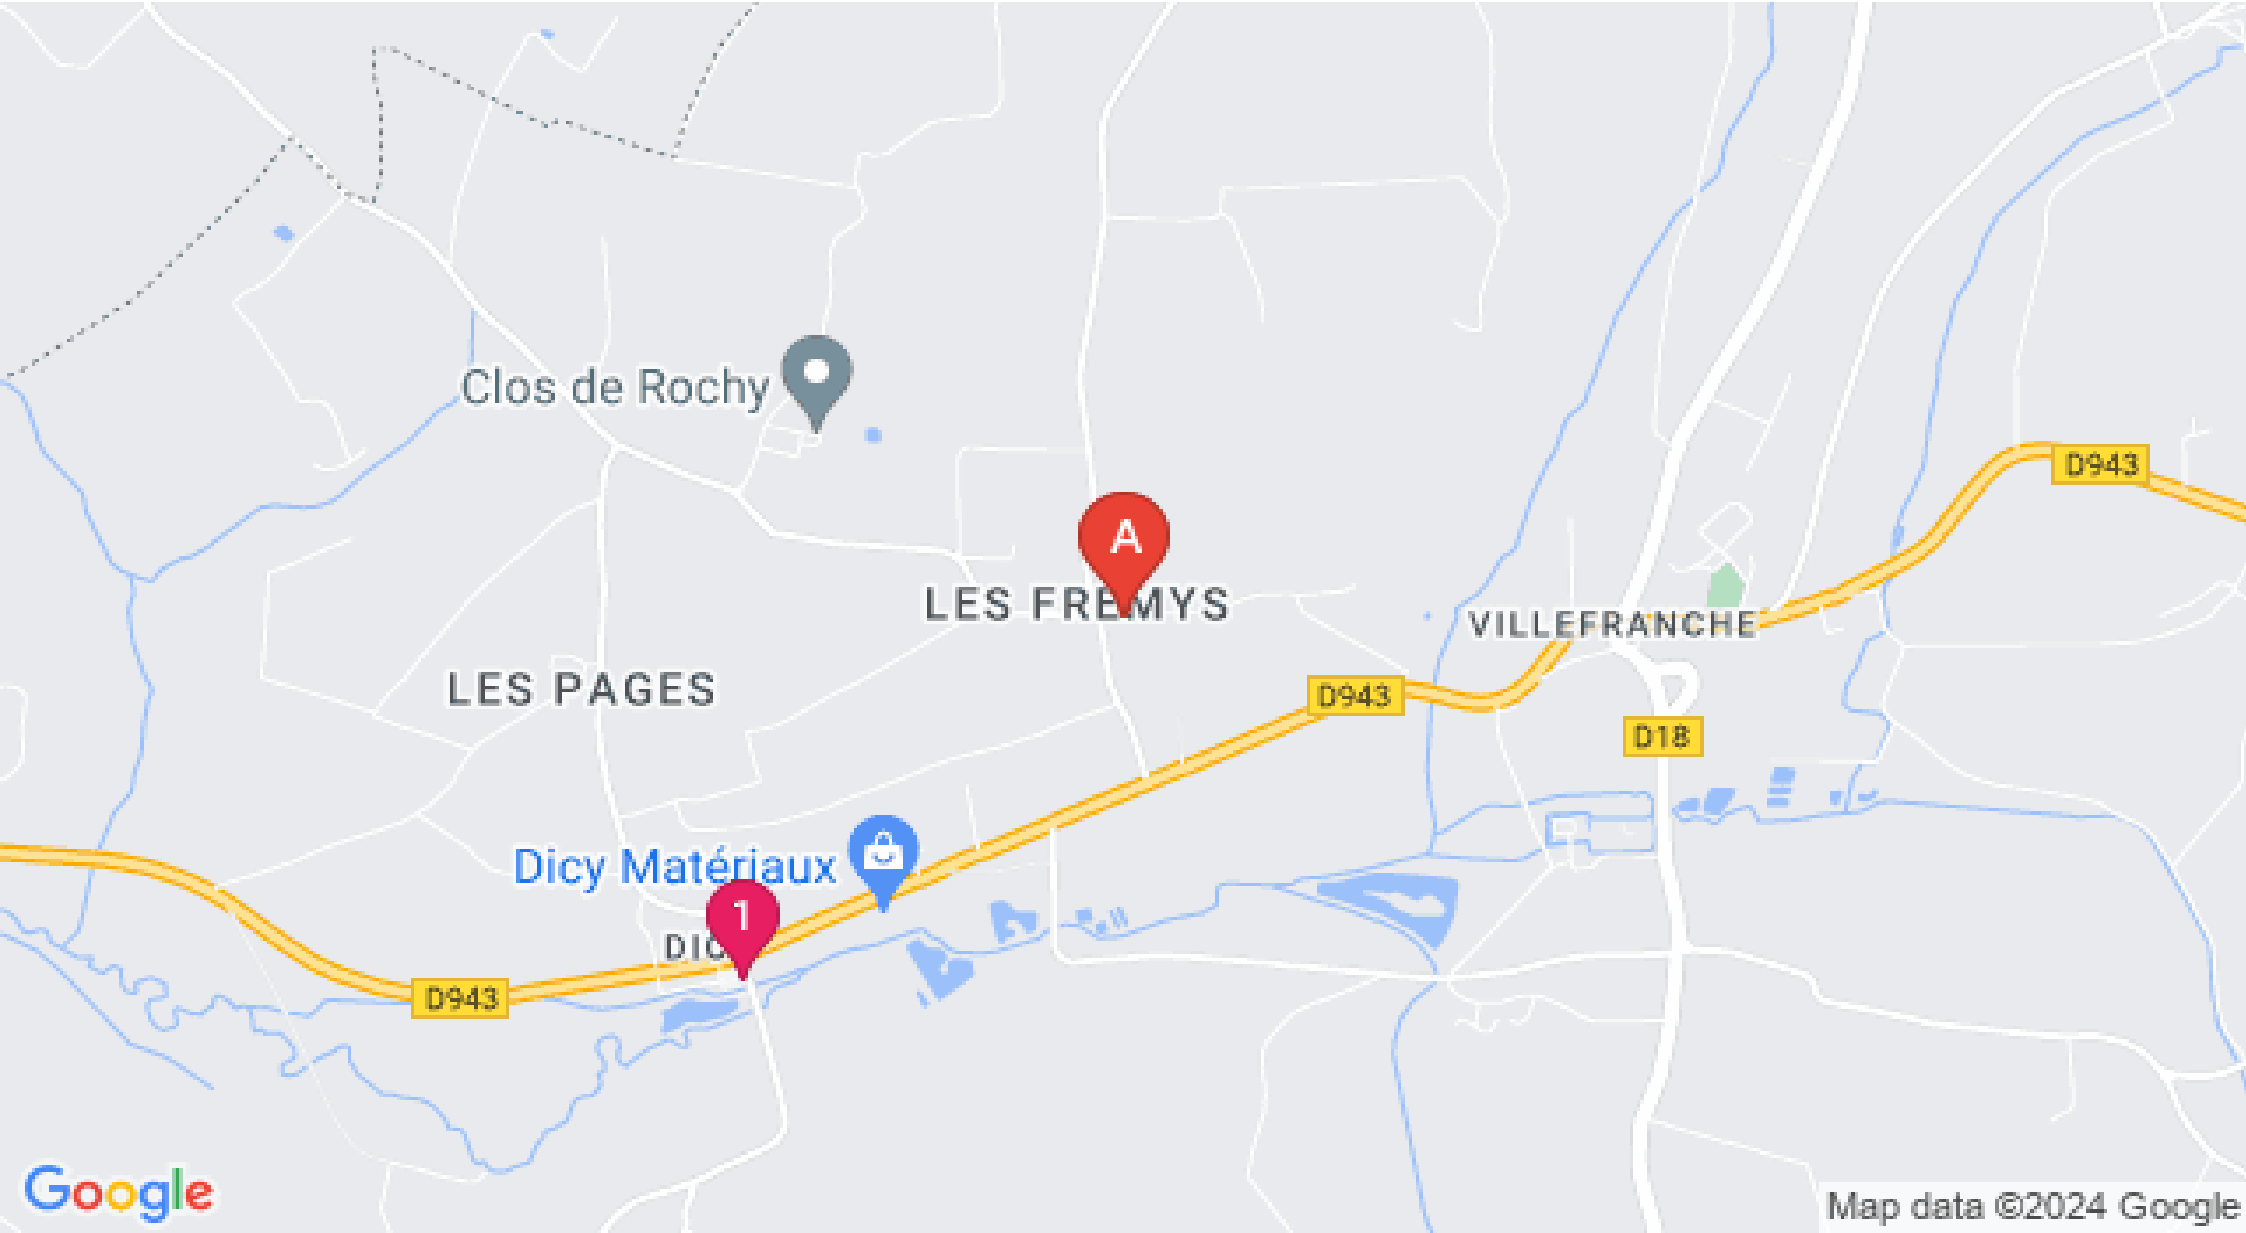 Clos de Rochy
D943
A
LES FREMYS
VILLEFRANCHE
LES PAGES
D943
D18
Dicy Matériaux
1
D943
Google
Map data ©2024 Google